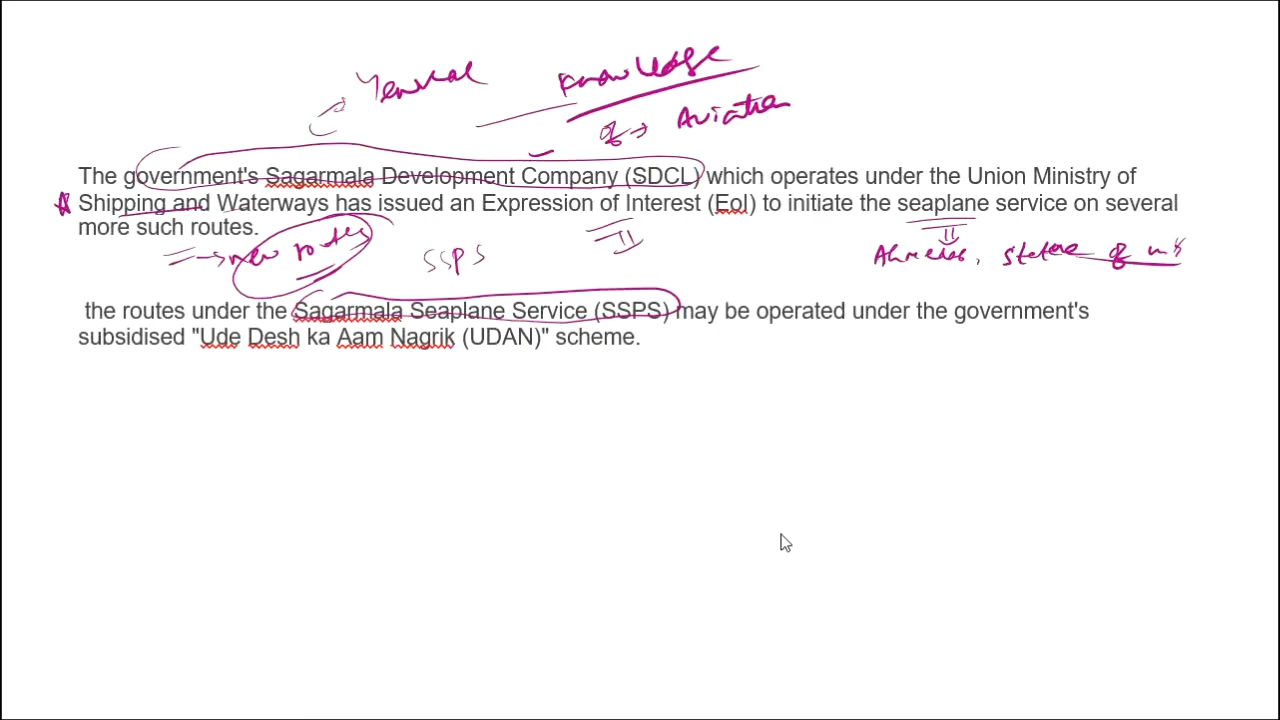 General Knowledge
of → Aviation
The government's Sagarmala Development Company (SDCL) which operates under the Union Ministry of
Shipping and Waterways has issued an Expression of Interest (EoI) to initiate the seaplane service on several
more such routes.
→ new routes
SSPS
the routes under the Sagarmala Seaplane Service (SSPS) may be operated under the government's
subsidised "Ude Desh ka Aam Nagrik (UDAN)" scheme.